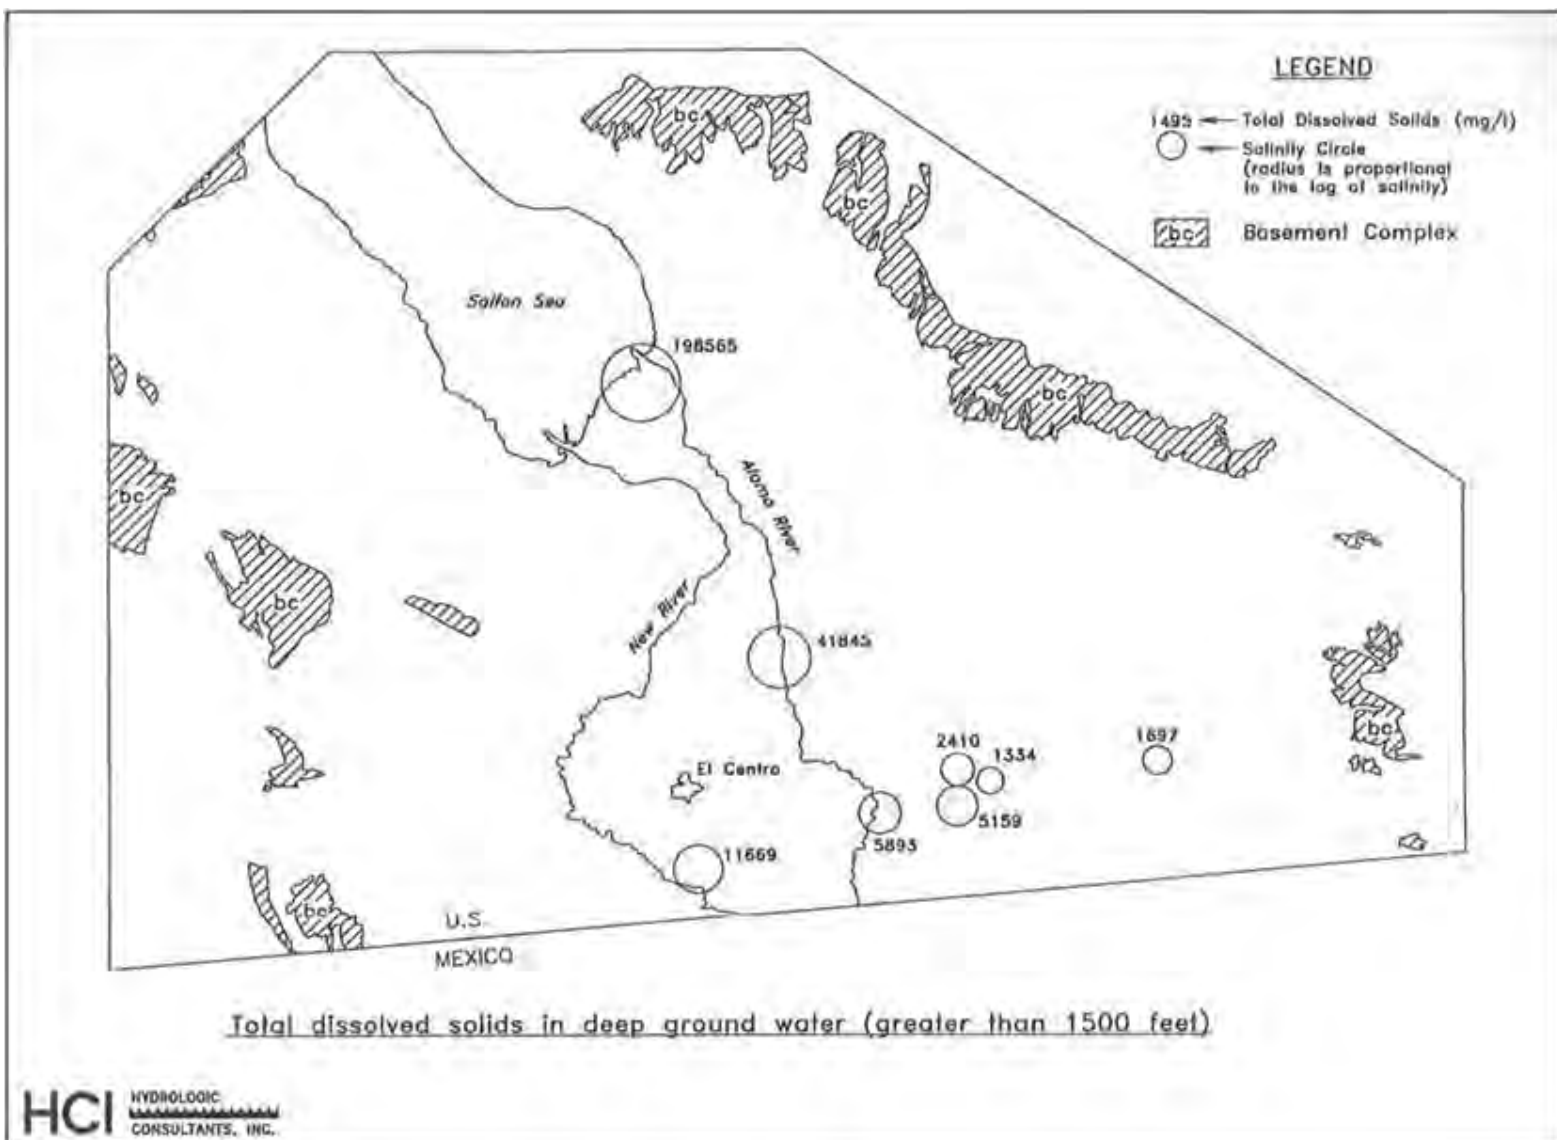 LEGEND
1495 Total Dissolved Solids (mg/l)
Salinity Circle
(radius is proportional
to the log of salinity)
bc Basement Complex
bc
bc
bc
bc
bc
bc
bc
Salton Sea
198565
Alamo River
New River
41845
2410
1334
1697
El Centro
5159
5893
11669
U.S.
MEXICO
Total dissolved solids in deep ground water (greater than 1500 feet)
HCI HYDROLOGIC
CONSULTANTS, INC.